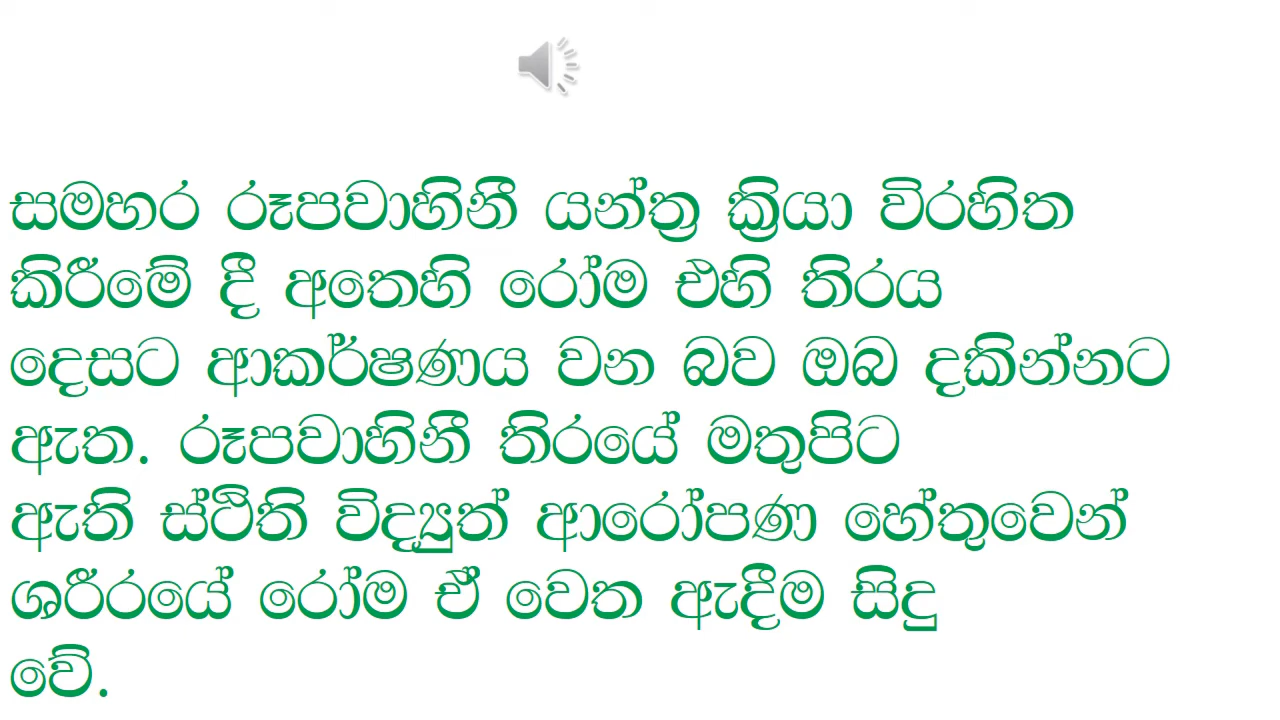 සමහර රූපවාහිනී යන්ත්‍ර ක්‍රියා විරහිත
කිරීමේ දී අතෙහි රෝම එහි තිරය
දෙසට ආකර්ෂණය වන බව ඔබ දකින්නට
ඇත. රූපවාහිනී තිරයේ මතුපිට
ඇති ස්ථිති විද්‍යුත් ආරෝපණ හේතුවෙන්
ශරීරයේ රෝම ඒ වෙත ඇදීම සිදු
වේ.